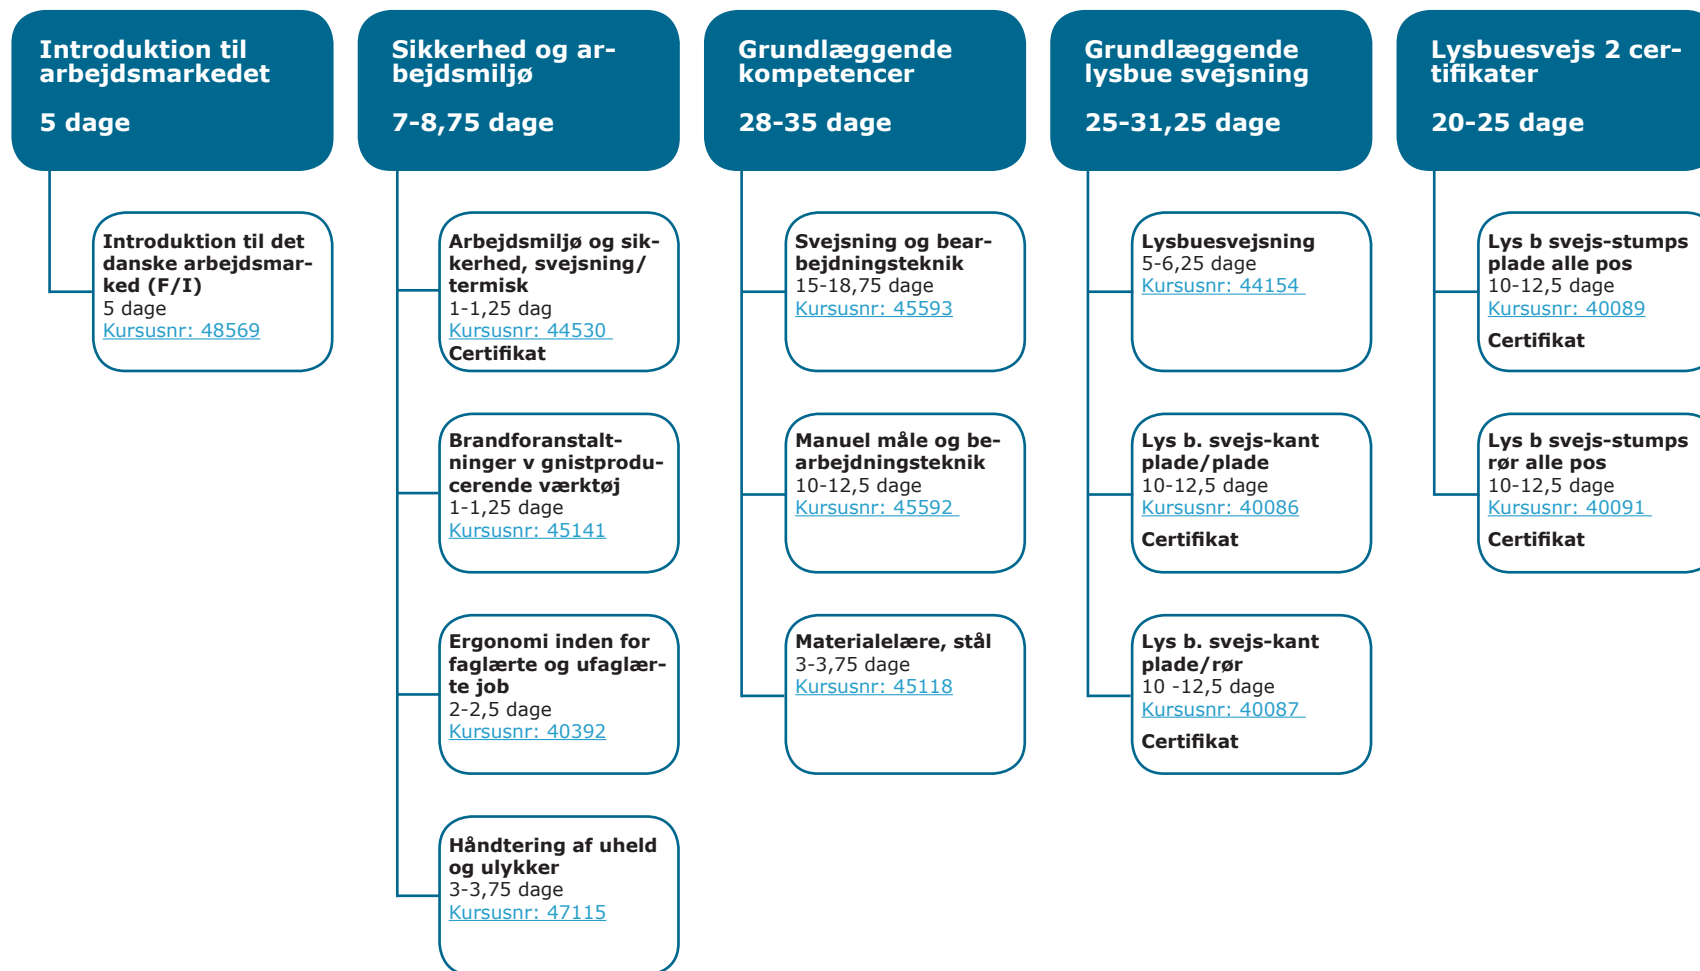 Introduktion til
arbejdsmarkedet
5 dage
Introduktion til det
danske arbejdsmar-
ked (F/I)
5 dage
Kursusnr: 48569
Sikkerhed og ar-
bejdsmiljø
7-8,75 dage
Arbejdsmiljø og sik-
kerhed, svejsning/
termisk
1-1,25 dag
Kursusnr: 44530
Certifikat
Brandforanstalt-
ninger v gnistprodu-
cerende værktøj
1-1,25 dage
Kursusnr: 45141
Ergonomi inden for
faglærte og ufaglær-
te job
2-2,5 dage
Kursusnr: 40392
Håndtering af uheld
og ulykker
3-3,75 dage
Kursusnr: 47115
Grundlæggende
kompetencer
28-35 dage
Svejsning og bear-
bejdningsteknik
15-18,75 dage
Kursusnr: 45593
Manuel måle og be-
arbejdningsteknik
10-12,5 dage
Kursusnr: 45592
Materialelære, stål
3-3,75 dage
Kursusnr: 45118
Grundlæggende
lysbue svejsning
25-31,25 dage
Lysbuesvejsning
5-6,25 dage
Kursusnr: 44154
Lys b. svejs-kant
plade/plade
10-12,5 dage
Kursusnr: 40086
Certifikat
Lys b. svejs-kant
plade/rør
10 -12,5 dage
Kursusnr: 40087
Certifikat
Lysbuesvejs 2 cer-
tifikater
20-25 dage
Lys b svejs-stumps
plade alle pos
10-12,5 dage
Kursusnr: 40089
Certifikat
Lys b svejs-stumps
rør alle pos
10-12,5 dage
Kursusnr: 40091
Certifikat